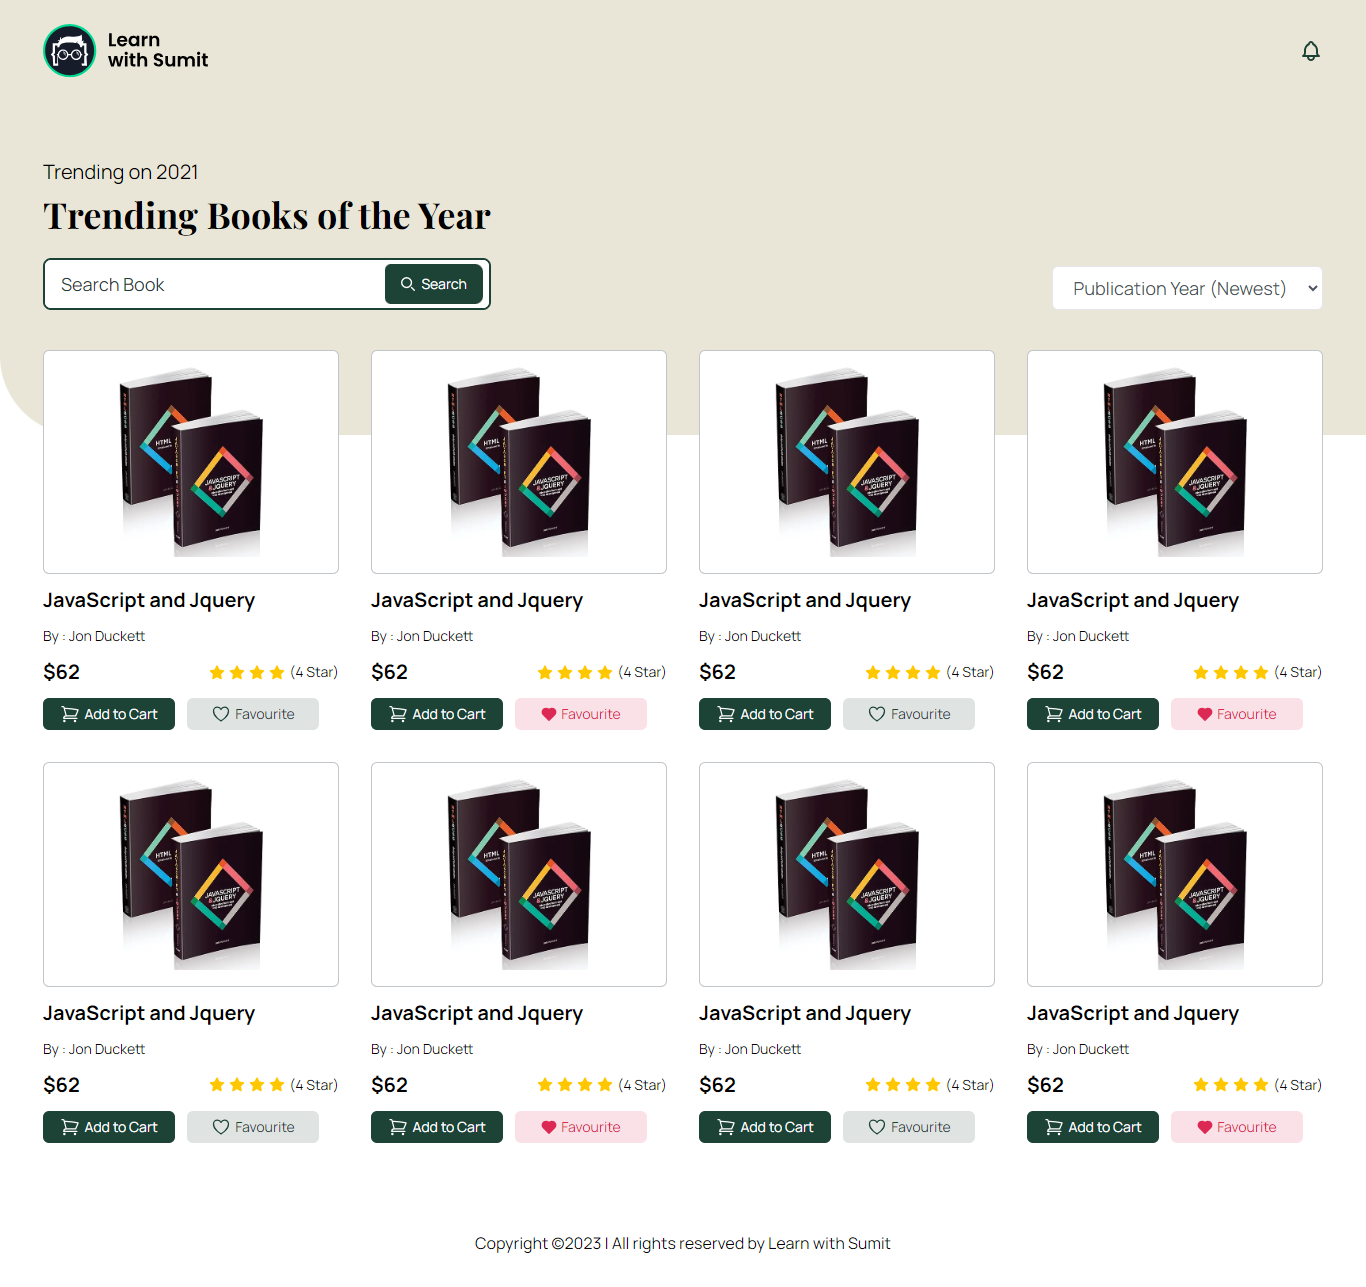 Learn
with Sumit
Trending on 2021
Trending Books of the Year
Search Book
Search
Publication Year (Newest)
HTML
JAVASCRIPT
&JQUERY
HTML
JAVASCRIPT
&JQUERY
HTML
JAVASCRIPT
&JQUERY
HTML
JAVASCRIPT
&JQUERY
JavaScript and Jquery JavaScript and Jquery JavaScript and Jquery JavaScript and Jquery
By : Jon Duckett By : Jon Duckett By : Jon Duckett By : Jon Duckett
$62 (4 Star) $62 (4 Star) $62 (4 Star) $62 (4 Star)
Add to Cart Favourite Add to Cart Favourite Add to Cart Favourite Add to Cart Favourite
HTML
JAVASCRIPT
&JQUERY
HTML
JAVASCRIPT
&JQUERY
HTML
JAVASCRIPT
&JQUERY
HTML
JAVASCRIPT
&JQUERY
JavaScript and Jquery JavaScript and Jquery JavaScript and Jquery JavaScript and Jquery
By : Jon Duckett By : Jon Duckett By : Jon Duckett By : Jon Duckett
$62 (4 Star) $62 (4 Star) $62 (4 Star) $62 (4 Star)
Add to Cart Favourite Add to Cart Favourite Add to Cart Favourite Add to Cart Favourite
Copyright ©2023 | All rights reserved by Learn with Sumit